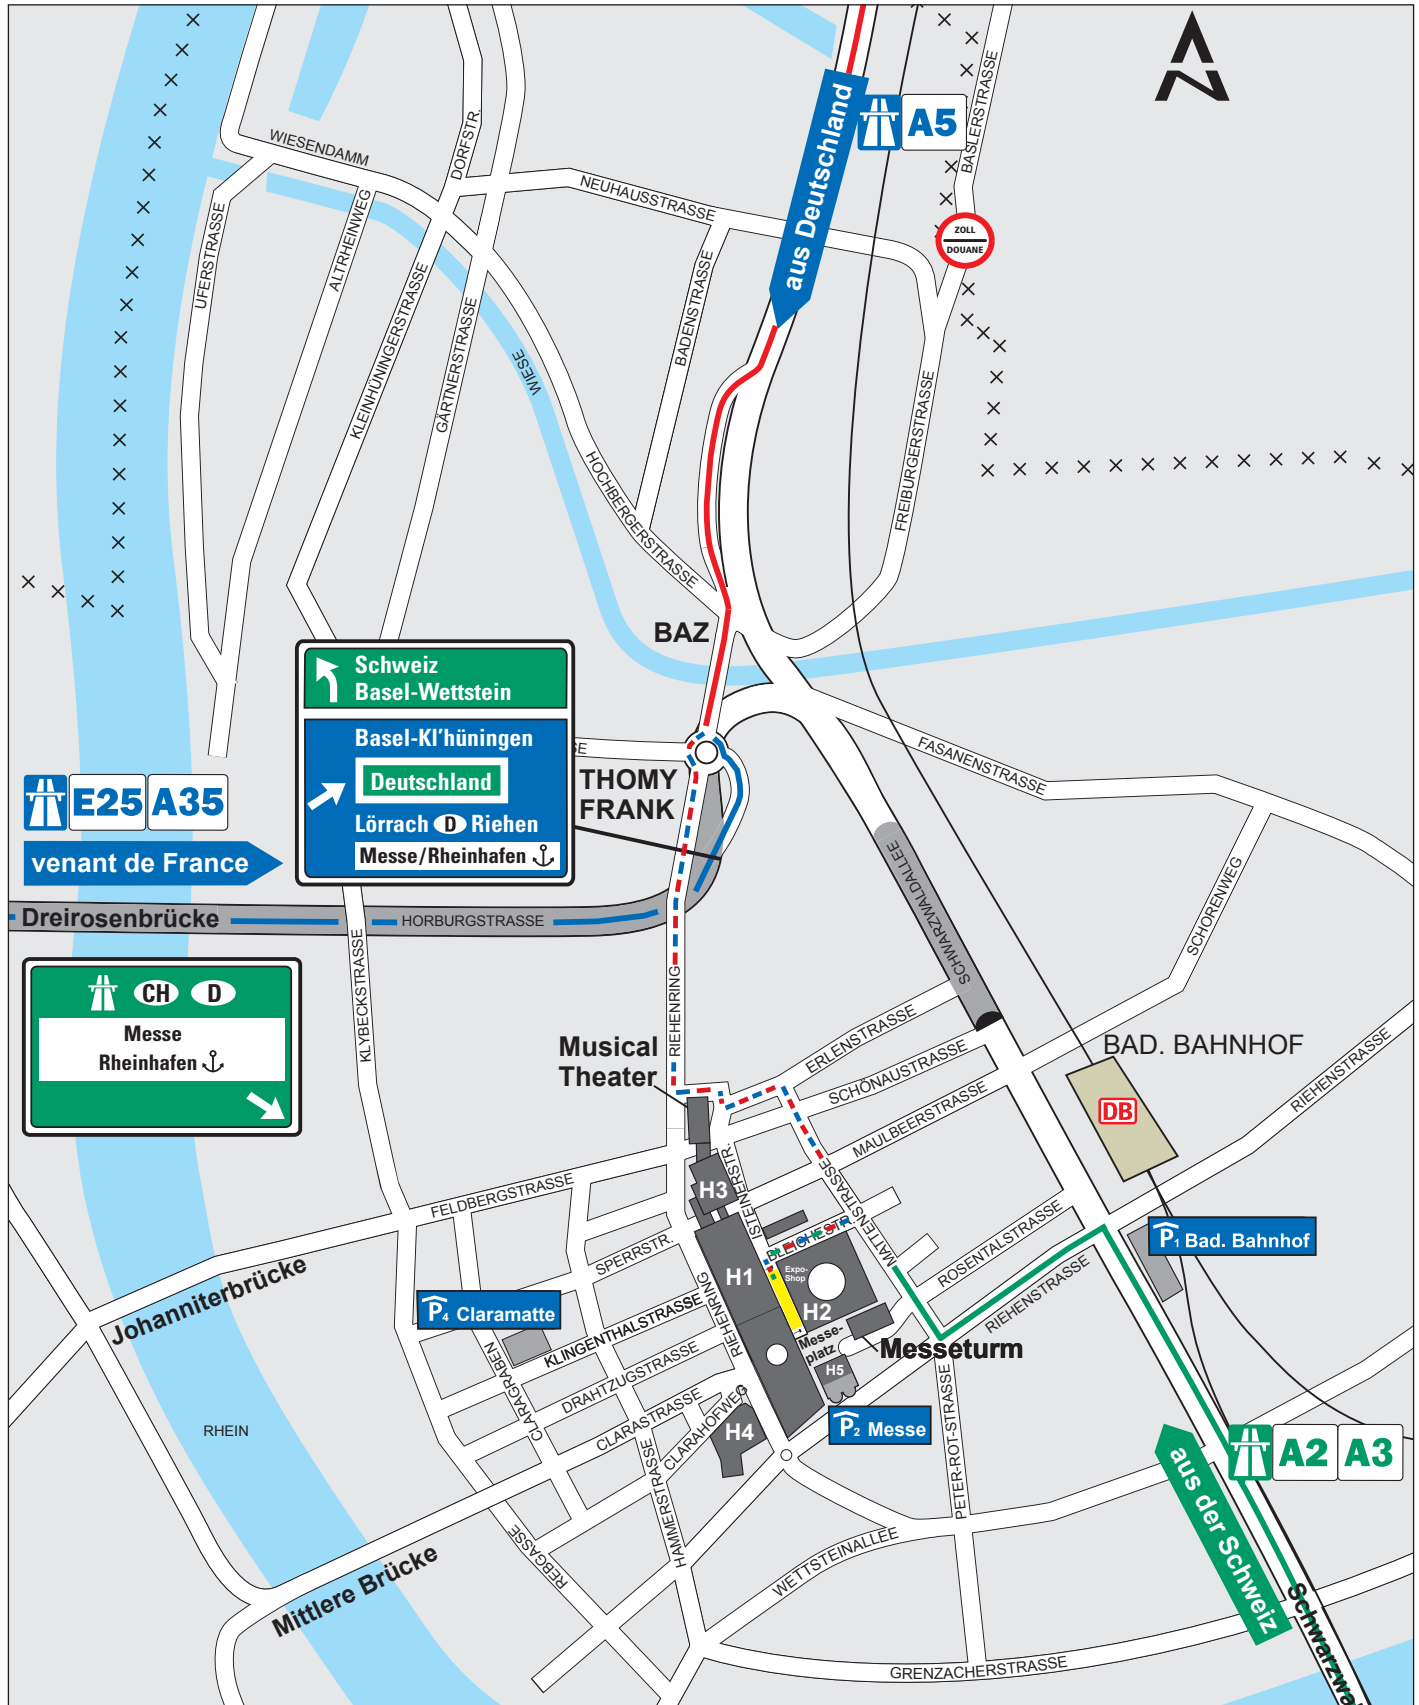 WIESENDAMM
DORFSTR.
NEUHAUSSTRASSE
aus Deutschland
A5
BASLERSTRASSE
ZOLL
DOUANE
UFERSTRASSE
ALTRHEINWEG
KLEINHÜNINGERSTRASSE
GÄRTNERSTRASSE
BADENSTRASSE
WIESE
FREIBURGERSTRASSE
HOCHBERGERSTRASSE
BAZ
Schweiz
Basel-Wettstein
Basel-Kl'hüningen
Deutschland
Lörrach D Riehen
Messe/Rheinhafen
SE
THOMY
FRANK
FASANENSTRASSE
E25 A35
venant de France
Dreirosenbrücke
HORBURGSTRASSE
SCHWARZWALDALLEE
SCHORENWEG
CH D
Messe
Rheinhafen
KLYBECKSTRASSE
RIEHENRING
Musical
Theater
ERLENSTRASSE
SCHÖNAUSTRASSE
MAULBEERSTRASSE
BAD. BAHNHOF
DB
RIEHENSTRASSE
FELDBERGSTRASSE
ISTEINERSTR.
MATTENSTRASSE
H3
SPERRSTR.
BLEICHESTR.
ROSENTALSTRASSE
RIEHENSTRASSE
P1 Bad. Bahnhof
Johanniterbrücke
P4 Claramatte
H1
Expo-
Shop
H2
Messe-
platz
Messeturm
H5
KLINGENTHALSTRASSE
RIEHENRING
DRAHTZUGSTRASSE
CLARASTRASSE
CLARAGRABEN
CLARAHOFWEG
H4
P2 Messe
RHEIN
HAMMERSTRASSE
PETER-ROT-STRASSE
A2 A3
aus der Schweiz
REBGASSE
WETTSTEINALLEE
Mittlere Brücke
GRENZACHERSTRASSE
Schwarzwa